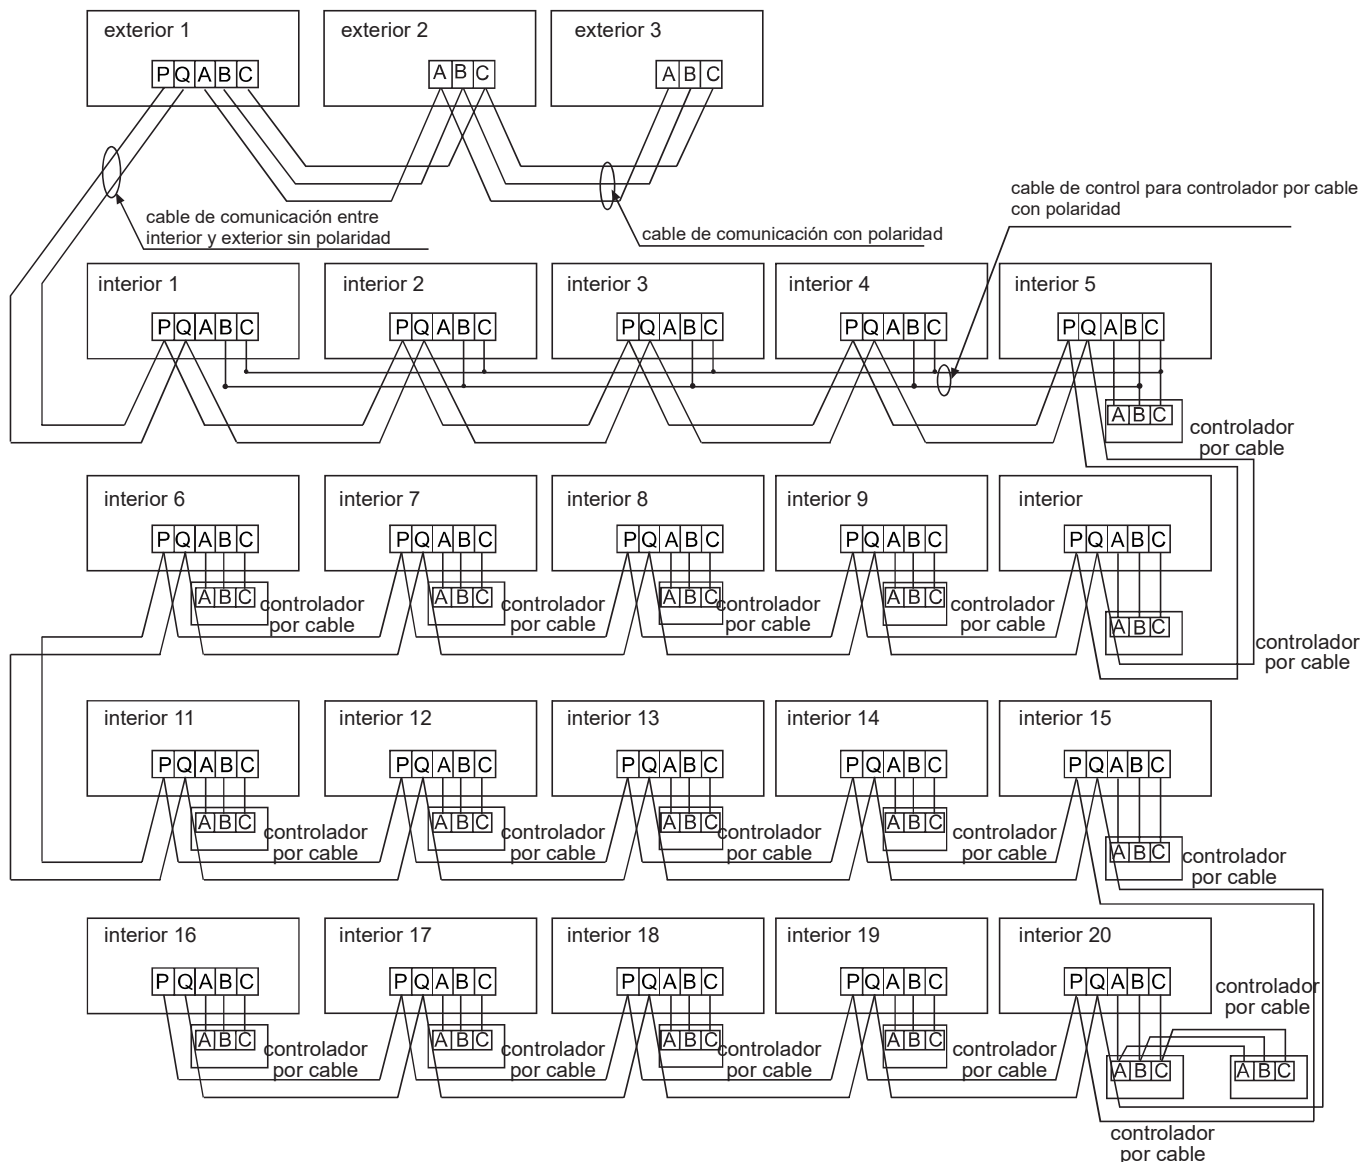 exterior 1
exterior 2
exterior 3
P Q A B C
A B C
A B C
cable de comunicación entre
interior y exterior sin polaridad
cable de comunicación con polaridad
cable de control para controlador por cable
con polaridad
interior 1
interior 2
interior 3
interior 4
interior 5
P Q A B C
P Q A B C
P Q A B C
P Q A B C
P Q A B C
A B C
controlador
por cable
interior 6
interior 7
interior 8
interior 9
interior
P Q A B C
P Q A B C
P Q A B C
P Q A B C
P Q A B C
A B C
controlador
por cable
A B C
controlador
por cable
A B C
controlador
por cable
A B C
controlador
por cable
A B C
controlador
por cable
interior 11
interior 12
interior 13
interior 14
interior 15
P Q A B C
P Q A B C
P Q A B C
P Q A B C
P Q A B C
A B C
controlador
por cable
A B C
controlador
por cable
A B C
controlador
por cable
A B C
controlador
por cable
A B C
controlador
por cable
interior 16
interior 17
interior 18
interior 19
interior 20
P Q A B C
P Q A B C
P Q A B C
P Q A B C
P Q A B C
A B C
controlador
por cable
A B C
controlador
por cable
A B C
controlador
por cable
A B C
controlador
por cable
controlador
por cable
A B C
A B C
controlador
por cable